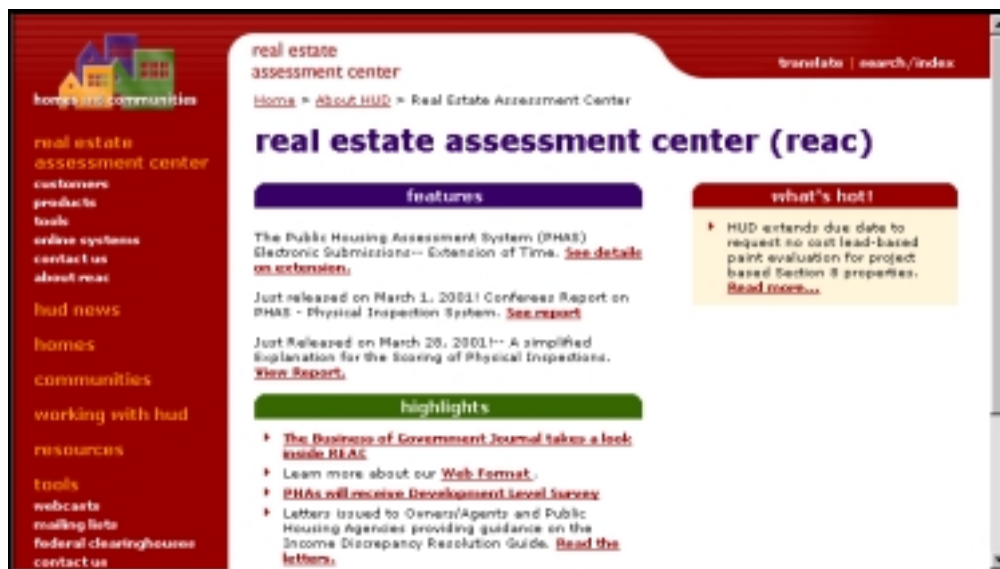 homes and communities
real estate
assessment center
customers
products
tools
online systems
contact us
about reac
hud news
homes
communities
working with hud
resources
tools
webcasts
mailing lists
federal clearinghouses
contact us
real estate
assessment center
translate | search/index
Home > About HUD > Real Estate Assessment Center
real estate assessment center (reac)
features
The Public Housing Assessment System (PHAS)
Electronic Submissions-- Extension of Time. See details
on extension.
Just released on March 1, 2001! Conferees Report on
PHAS - Physical Inspection System. See report
Just Released on March 28, 2001!-- A simplified
Explanation for the Scoring of Physical Inspections.
View Report.
highlights
The Business of Government Journal takes a look
inside REAC
Learn more about our Web Format .
PHAs will receive Development Level Survey
Letters issued to Owners/Agents and Public
Housing Agencies providing guidance on the
Income Discrepancy Resolution Guide. Read the
letters.
what's hot!
HUD extends due date to
request no cost lead-based
paint evaluation for project
based Section 8 properties.
Read more...